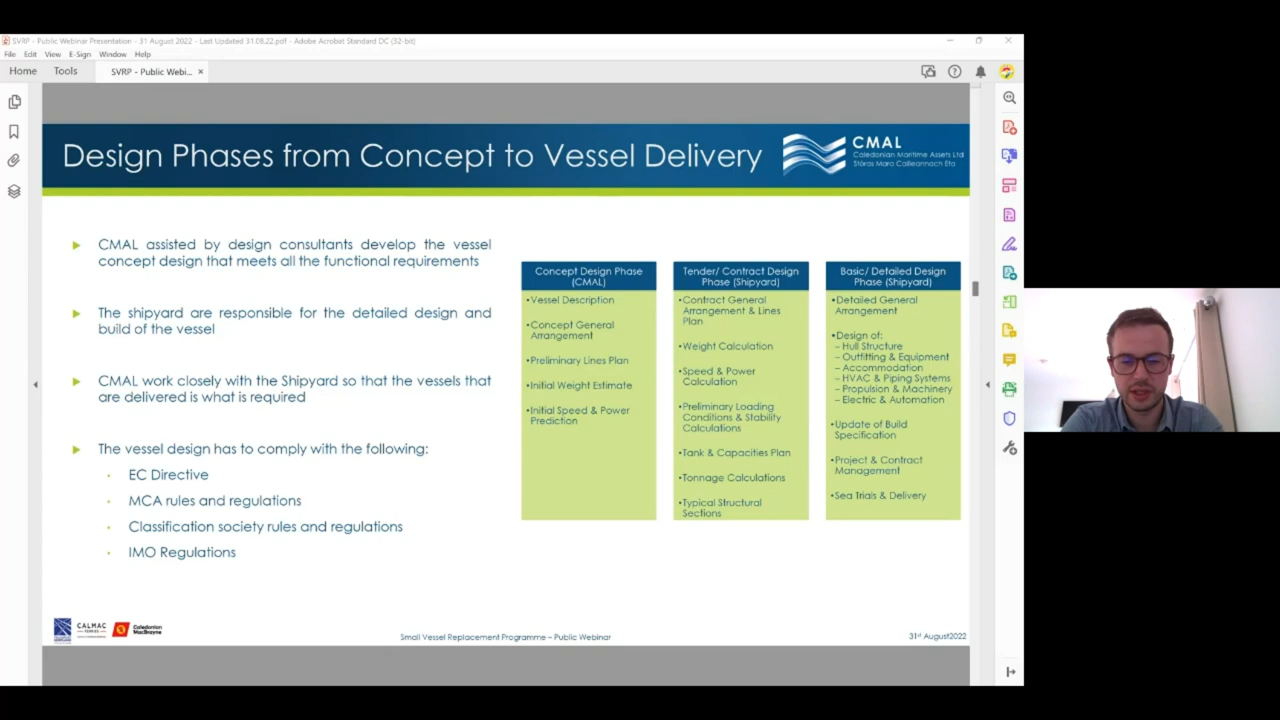 SVRP - Public Webinar Presentation - 31 August 2022 - Last Updated 31.08.22.pdf - Adobe Acrobat Standard DC (32-bit)
File Edit View E-Sign Window Help
Home Tools SVRP - Public Webi... ×
Design Phases from Concept to Vessel Delivery
CMAL
Caledonian Maritime Assets Ltd
Stòras Mara Cailleannach Eta
CMAL assisted by design consultants develop the vessel
concept design that meets all the functional requirements
The shipyard are responsible for the detailed design and
build of the vessel
CMAL work closely with the Shipyard so that the vessels that
are delivered is what is required
The vessel design has to comply with the following:
EC Directive
MCA rules and regulations
Classification society rules and regulations
IMO Regulations
Concept Design Phase
(CMAL)
•Vessel Description
•Concept General
Arrangement
•Preliminary Lines Plan
•Initial Weight Estimate
•Initial Speed & Power
Prediction
Tender/ Contract Design
Phase (Shipyard)
•Contract General
Arrangement & Lines
Plan
•Weight Calculation
•Speed & Power
Calculation
•Preliminary Loading
Conditions & Stability
Calculations
•Tank & Capacities Plan
•Tonnage Calculations
•Typical Structural
Sections
Basic/ Detailed Design
Phase (Shipyard)
•Detailed General
Arrangement
•Design of:
– Hull Structure
– Outfitting & Equipment
– Accommodation
– HVAC & Piping Systems
– Propulsion & Machinery
– Electric & Automation
•Update of Build
Specification
•Project & Contract
Management
•Sea Trials & Delivery
CALMAC
FERRIES
Caledonian
MacBrayne
Small Vessel Replacement Programme – Public Webinar
31st August2022